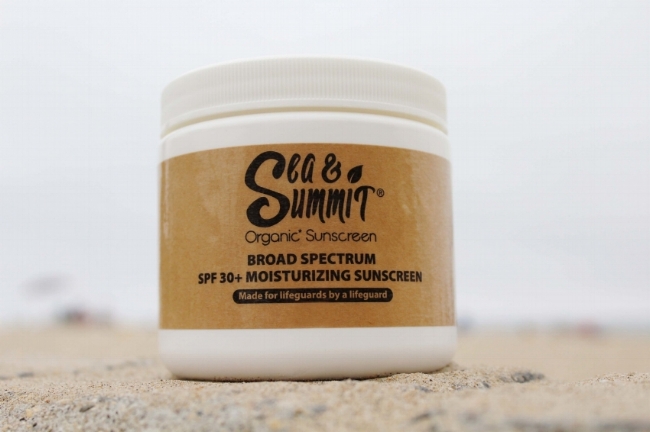 Sea &
Summit®
Organic* Sunscreen
BROAD SPECTRUM
SPF 30+ MOISTURIZING SUNSCREEN
Made for lifeguards by a lifeguard